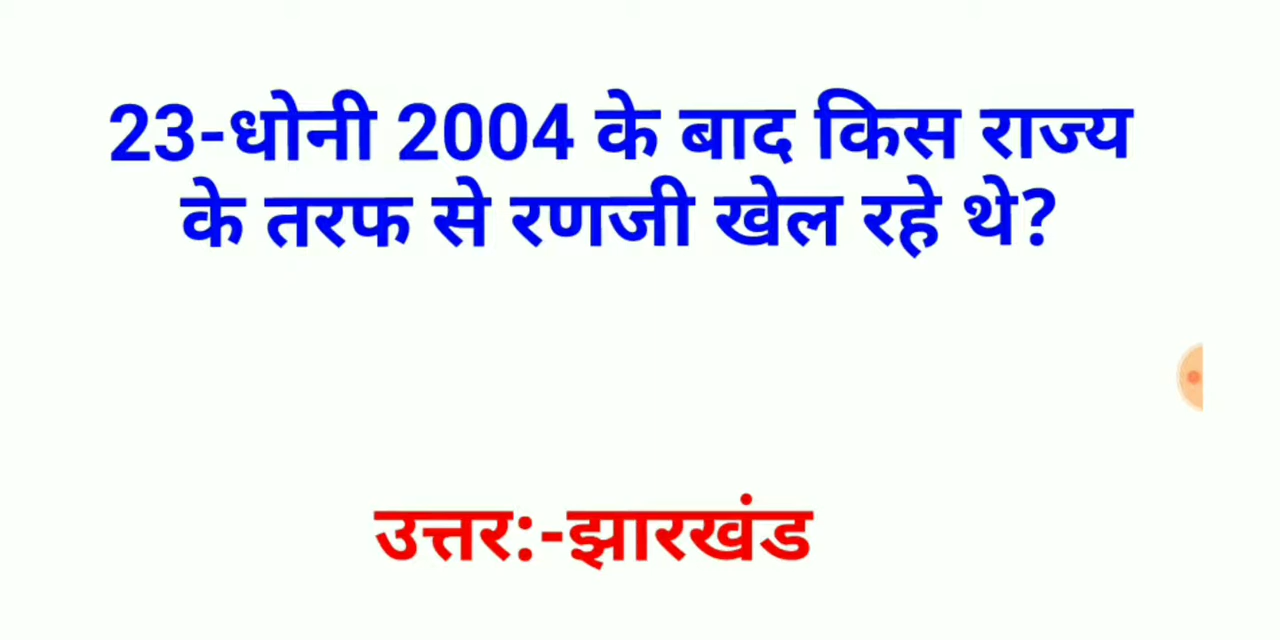 23-धोनी 2004 के बाद किस राज्य
के तरफ से रणजी खेल रहे थे?
उत्तर:-झारखंड